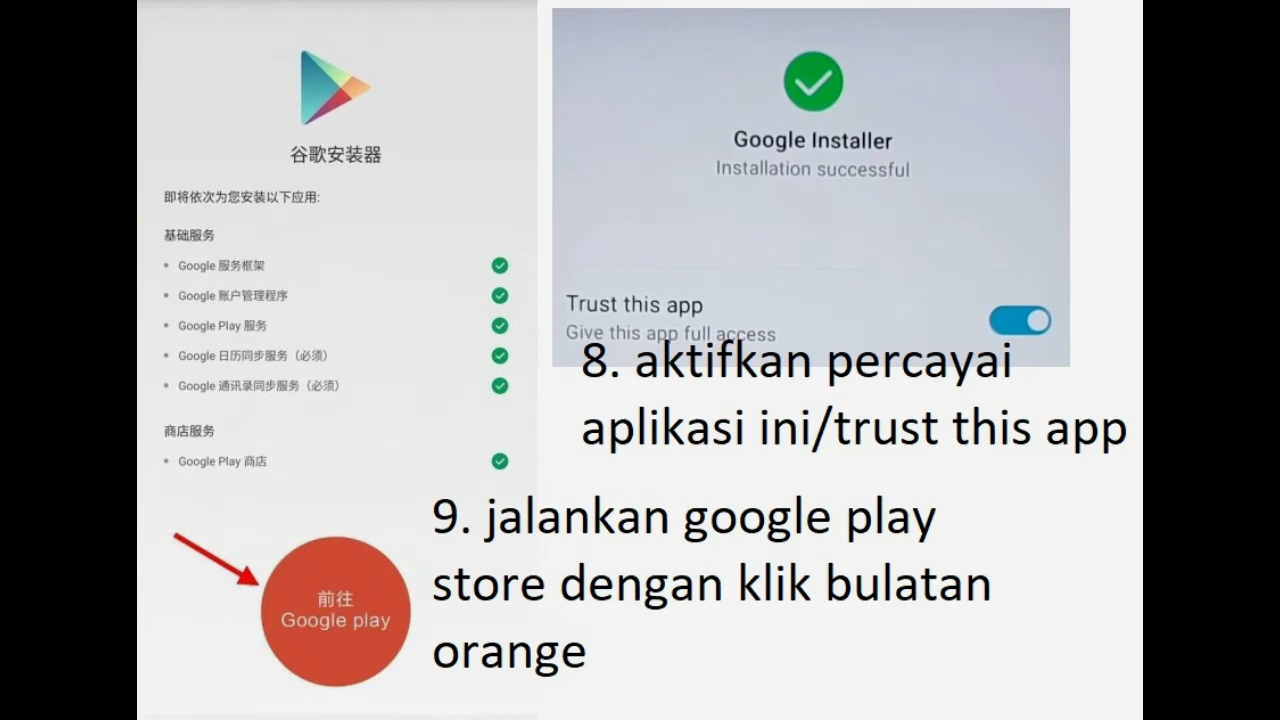 谷歌安装器
即将依次为您安装以下应用:
基础服务
• Google 服务框架
• Google 账户管理程序
• Google Play 服务
• Google 日历同步服务（必须）
• Google 通讯录同步服务（必须）
商店服务
• Google Play 商店
前往
Google play
Google Installer
Installation successful
Trust this app
Give this app full access
8. aktifkan percayai
aplikasi ini/trust this app
9. jalankan google play
store dengan klik bulatan
orange